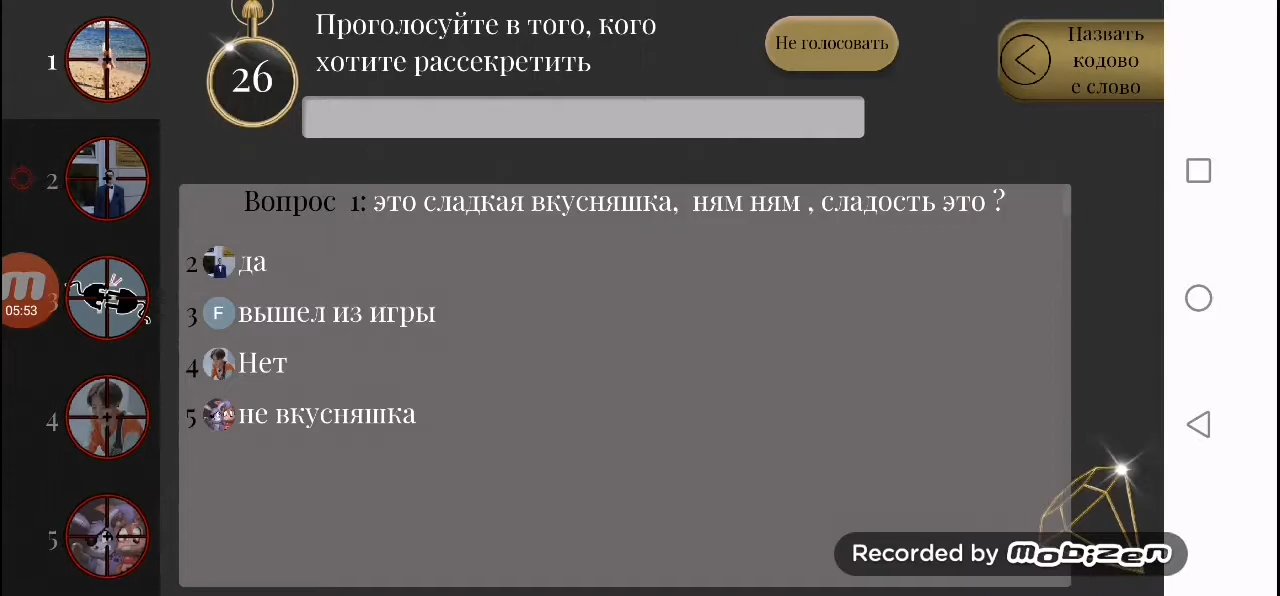 1
26
Проголосуйте в того, кого
хотите рассекретить
Не голосовать
Назвать
кодово
е слово
2
Вопрос 1: это сладкая вкусняшка, ням ням , сладость это ?
2 да
m
05:53
3
3 F вышел из игры
4 Нет
4
5 не вкусняшка
5
Recorded by mobizen